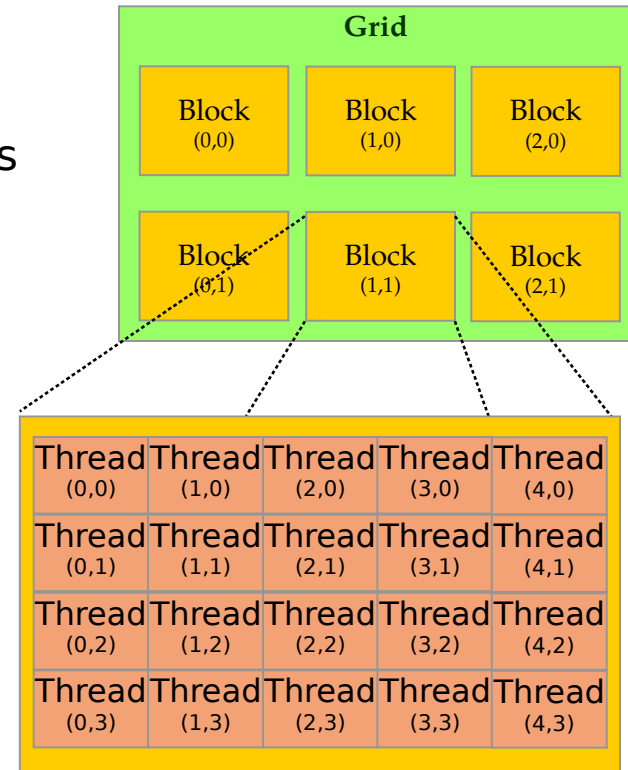 Grid
Block Block Block
(0,0) (1,0) (2,0)
s
Block Block Block
(0,1) (1,1) (2,1)
Thread Thread Thread Thread Thread
(0,0) (1,0) (2,0) (3,0) (4,0)
Thread Thread Thread Thread Thread
(0,1) (1,1) (2,1) (3,1) (4,1)
Thread Thread Thread Thread Thread
(0,2) (1,2) (2,2) (3,2) (4,2)
Thread Thread Thread Thread Thread
(0,3) (1,3) (2,3) (3,3) (4,3)